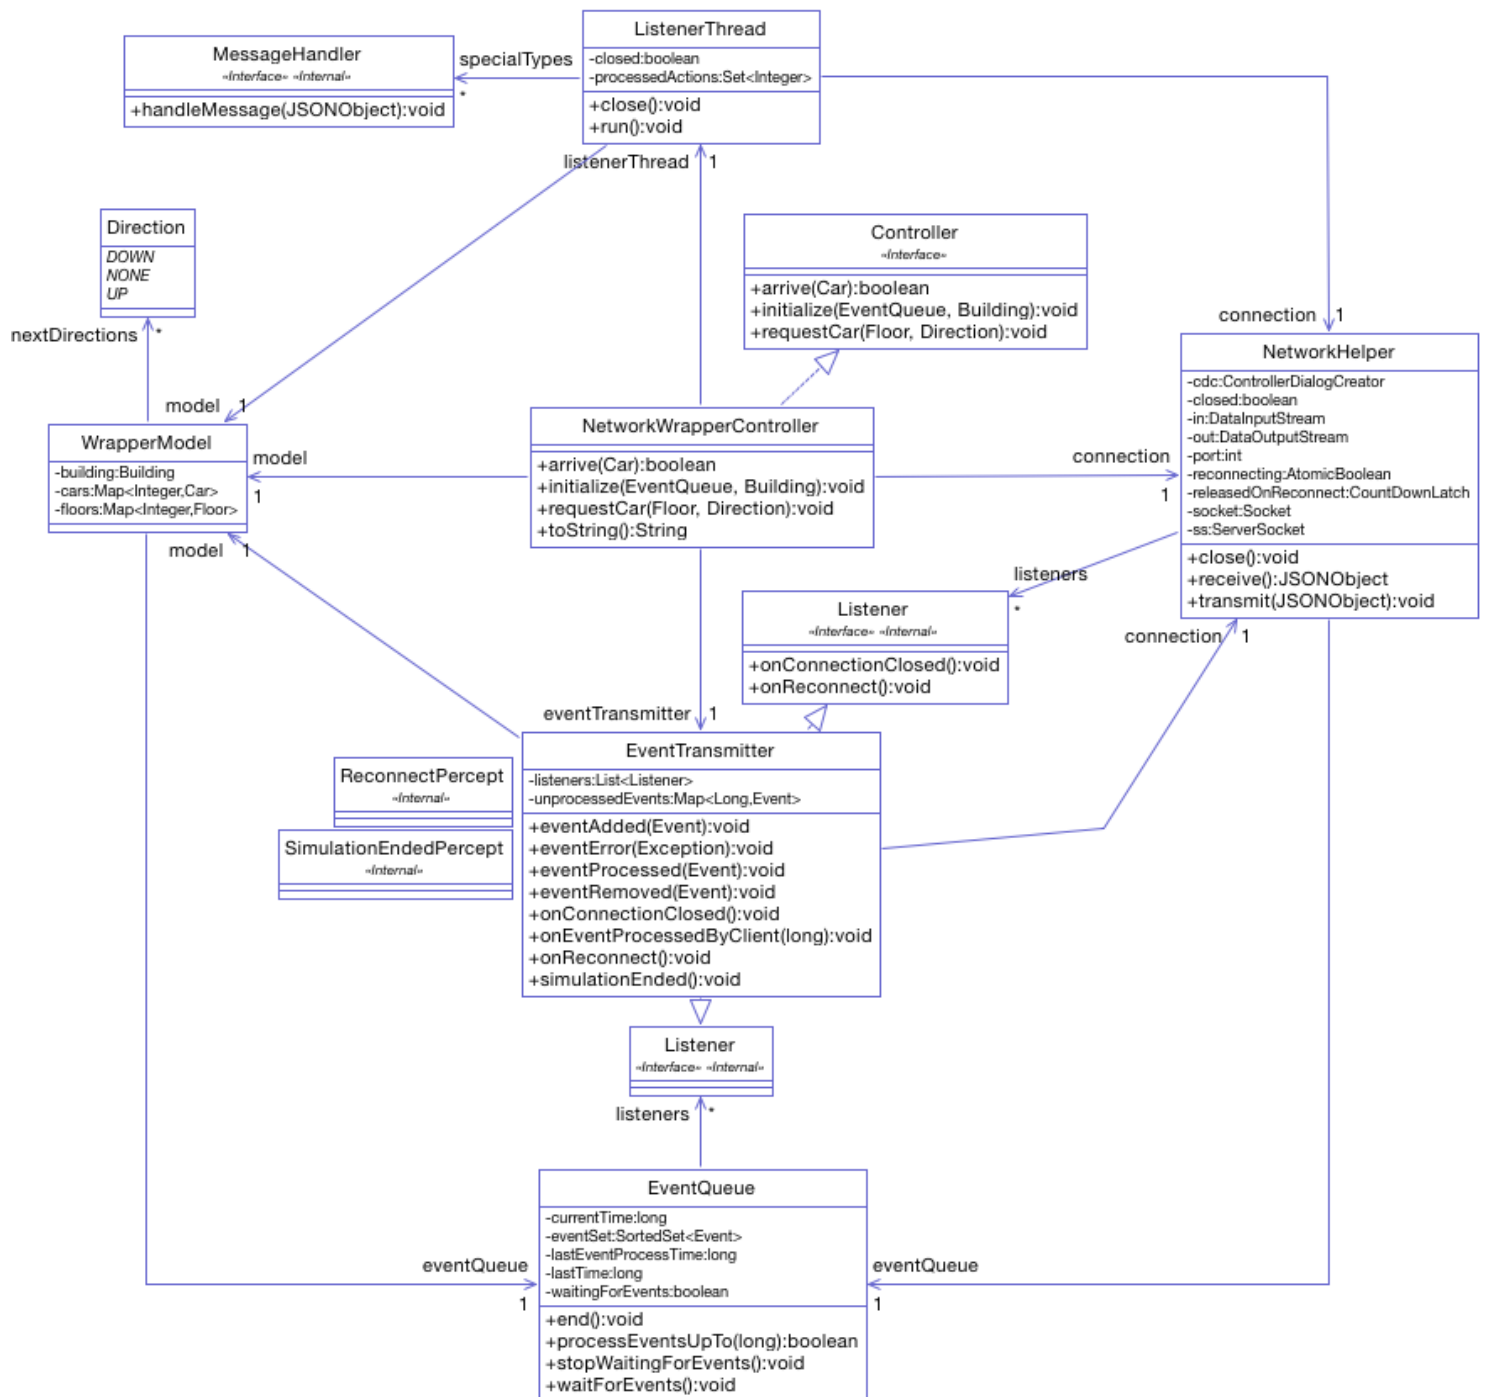 ListenerThread
-closed:boolean
-processedActions:Set<Integer>
+close():void
+run():void
MessageHandler
«Interface» «Internal»
+handleMessage(JSONObject):void
specialTypes
*
listenerThread
1
Direction
DOWN
NONE
UP
nextDirections
*
Controller
«Interface»
+arrive(Car):boolean
+initialize(EventQueue, Building):void
+requestCar(Floor, Direction):void
connection
1
NetworkHelper
-cdc:ControllerDialogCreator
-closed:boolean
-in:DataInputStream
-out:DataOutputStream
-port:int
-reconnecting:AtomicBoolean
-releasedOnReconnect:CountDownLatch
-socket:Socket
-ss:ServerSocket
+close():void
+receive():JSONObject
+transmit(JSONObject):void
model
1
WrapperModel
-building:Building
-cars:Map<Integer,Car>
-floors:Map<Integer,Floor>
model
1
NetworkWrapperController
+arrive(Car):boolean
+initialize(EventQueue, Building):void
+requestCar(Floor, Direction):void
+toString():String
connection
1
model
1
listeners
*
Listener
«Interface» «Internal»
+onConnectionClosed():void
+onReconnect():void
connection
1
eventTransmitter
1
EventTransmitter
-listeners:List<Listener>
-unprocessedEvents:Map<Long,Event>
+eventAdded(Event):void
+eventError(Exception):void
+eventProcessed(Event):void
+eventRemoved(Event):void
+onConnectionClosed():void
+onEventProcessedByClient(long):void
+onReconnect():void
+simulationEnded():void
ReconnectPercept
«Internal»
SimulationEndedPercept
«Internal»
Listener
«Interface» «Internal»
listeners
*
EventQueue
-currentTime:long
-eventSet:SortedSet<Event>
-lastEventProcessTime:long
-lastTime:long
-waitingForEvents:boolean
+end():void
+processEventsUpTo(long):boolean
+stopWaitingForEvents():void
+waitForEvents():void
eventQueue
1
eventQueue
1